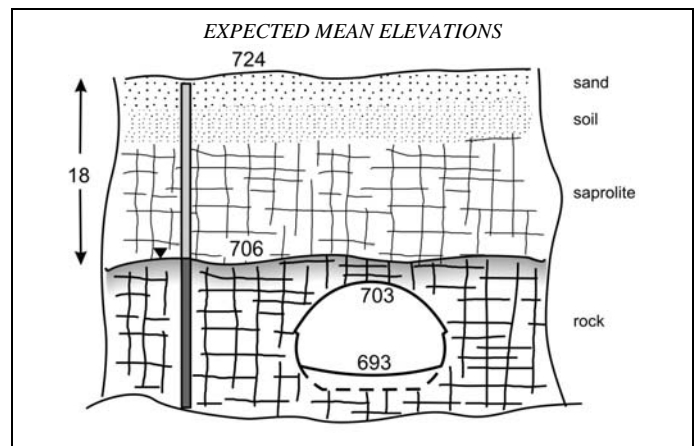 EXPECTED MEAN ELEVATIONS
724
sand
soil
18
saprolite
706
703
rock
693